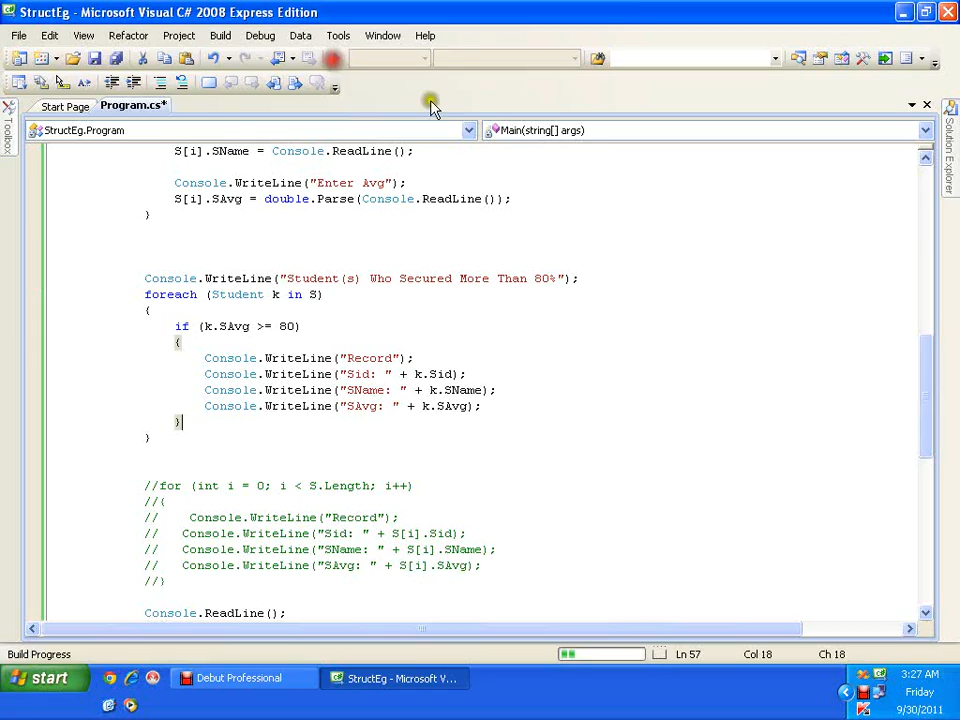 StructEg - Microsoft Visual C# 2008 Express Edition
File Edit View Refactor Project Build Debug Data Tools Window Help
Start Page Program.cs*
StructEg.Program Main(string[] args)
Toolbox
Solution Explorer
S[i].SName = Console.ReadLine();
Console.WriteLine("Enter Avg");
S[i].SAvg = double.Parse(Console.ReadLine());
}
Console.WriteLine("Student(s) Who Secured More Than 80%");
foreach (Student k in S)
{
if (k.SAvg >= 80)
{
Console.WriteLine("Record");
Console.WriteLine("Sid: " + k.Sid);
Console.WriteLine("SName: " + k.SName);
Console.WriteLine("SAvg: " + k.SAvg);
}
}
//for (int i = 0; i < S.Length; i++)
//{
// Console.WriteLine("Record");
// Console.WriteLine("Sid: " + S[i].Sid);
// Console.WriteLine("SName: " + S[i].SName);
// Console.WriteLine("SAvg: " + S[i].SAvg);
//}
Console.ReadLine();
Build Progress Ln 57 Col 18 Ch 18
start Debut Professional StructEg - Microsoft V... 3:27 AM
Friday
9/30/2011